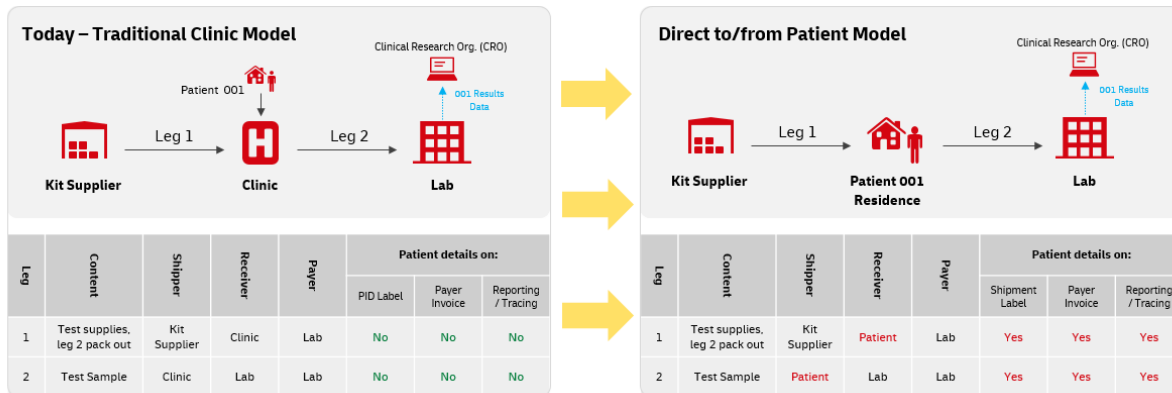 Today – Traditional Clinic Model
Clinical Research Org. (CRO)
Patient 001
001 Results
Data
Leg 1
Leg 2
Kit Supplier
Clinic
Lab
Leg
Content
Shipper
Receiver
Payer
Patient details on:
PID Label
Payer
Invoice
Reporting
/ Tracing
1
Test supplies,
leg 2 pack out
Kit
Supplier
Clinic
Lab
No
No
No
2
Test Sample
Clinic
Lab
Lab
No
No
No
Direct to/from Patient Model
Clinical Research Org. (CRO)
001 Results
Data
Leg 1
Leg 2
Kit Supplier
Patient 001
Residence
Lab
Leg
Content
Shipper
Receiver
Payer
Patient details on:
Shipment
Label
Payer
Invoice
Reporting
/ Tracing
1
Test supplies,
leg 2 pack out
Kit
Supplier
Patient
Lab
Yes
Yes
Yes
2
Test Sample
Patient
Lab
Lab
Yes
Yes
Yes